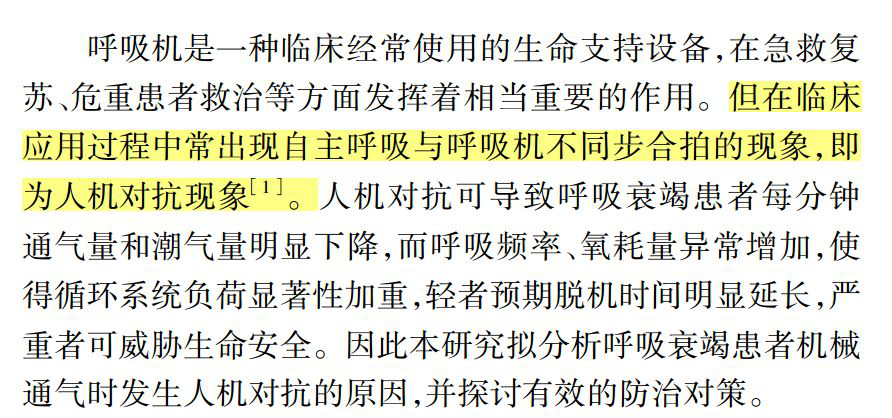 呼吸机是一种临床经常使用的生命支持设备,在急救复
苏、危重患者救治等方面发挥着相当重要的作用。但在临床
应用过程中常出现自主呼吸与呼吸机不同步合拍的现象,即
为人机对抗现象[1]。人机对抗可导致呼吸衰竭患者每分钟
通气量和潮气量明显下降,而呼吸频率、氧耗量异常增加,使
得循环系统负荷显著性加重,轻者预期脱机时间明显延长,严
重者可威胁生命安全。因此本研究拟分析呼吸衰竭患者机械
通气时发生人机对抗的原因,并探讨有效的防治对策。